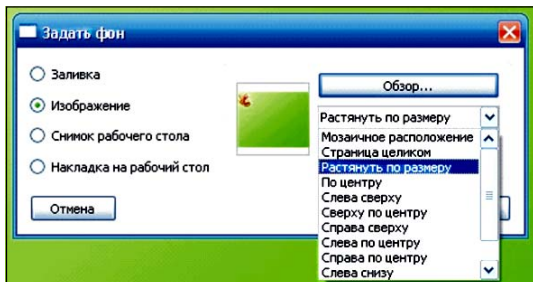 Задать фон
Заливка
Изображение
Снимок рабочего стола
Накладка на рабочий стол
Обзор...
Растянуть по размеру
Мозаичное расположение
Страница целиком
Растянуть по размеру
По центру
Слева сверху
Сверху по центру
Справа сверху
Слева по центру
Справа по центру
Слева снизу
Отмена